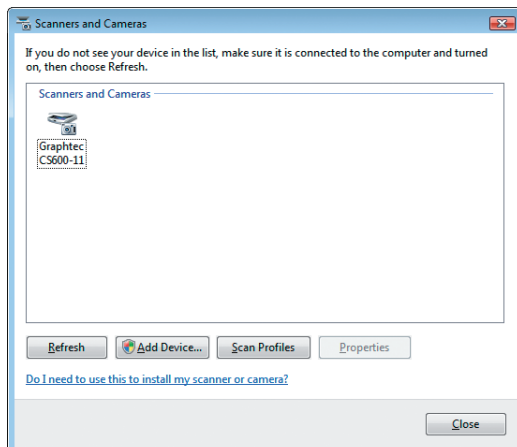 Scanners and Cameras
If you do not see your device in the list, make sure it is connected to the computer and turned
on, then choose Refresh.
Scanners and Cameras
Graphtec
CS600-11
Refresh
Add Device...
Scan Profiles
Properties
Do I need to use this to install my scanner or camera?
Close